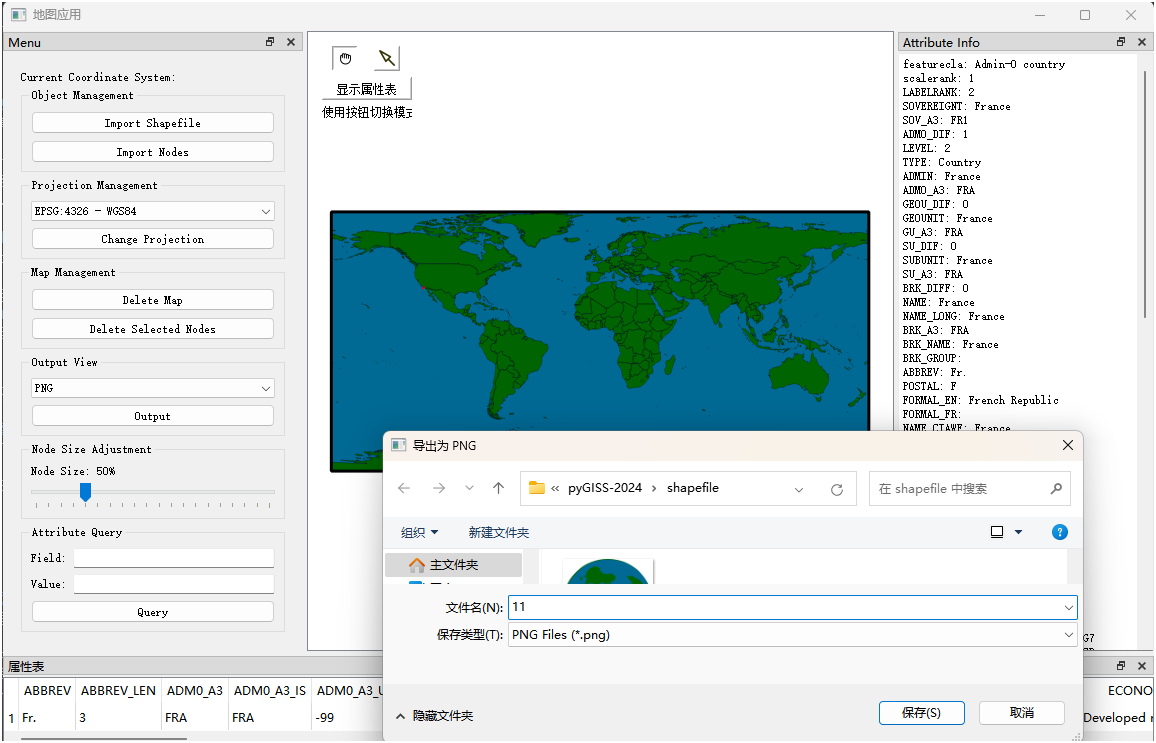 地图应用
Menu
Current Coordinate System:
Object Management
Import Shapefile
Import Nodes
Projection Management
EPSG:4326 - WGS84
Change Projection
Map Management
Delete Map
Delete Selected Nodes
Output View
PNG
Output
Node Size Adjustment
Node Size: 50%
Attribute Query
Field:
Value:
Query
显示属性表
使用按钮切换模式
Attribute Info
featurecla: Admin-0 country
scalerank: 1
LABELRANK: 2
SOVEREIGNT: France
SOV_A3: FR1
ADM0_DIF: 1
LEVEL: 2
TYPE: Country
ADMIN: France
ADM0_A3: FRA
GEOU_DIF: 0
GEOUNIT: France
GU_A3: FRA
SU_DIF: 0
SUBUNIT: France
SU_A3: FRA
BRK_DIFF: 0
NAME: France
NAME_LONG: France
BRK_A3: FRA
BRK_NAME: France
BRK_GROUP:
ABBREV: Fr.
POSTAL: F
FORMAL_EN: French Republic
FORMAL_FR:
NAME_CIAWF: France
G7
导出为 PNG
« pyGISS-2024 › shapefile
在 shapefile 中搜索
组织
新建文件夹
主文件夹
文件名(N): 11
保存类型(T): PNG Files (*.png)
隐藏文件夹
保存(S)
取消
属性表
ABBREV ABBREV_LEN ADM0_A3 ADM0_A3_IS ADM0_A3_U ECONO
1 Fr. 3 FRA FRA -99 Developed r